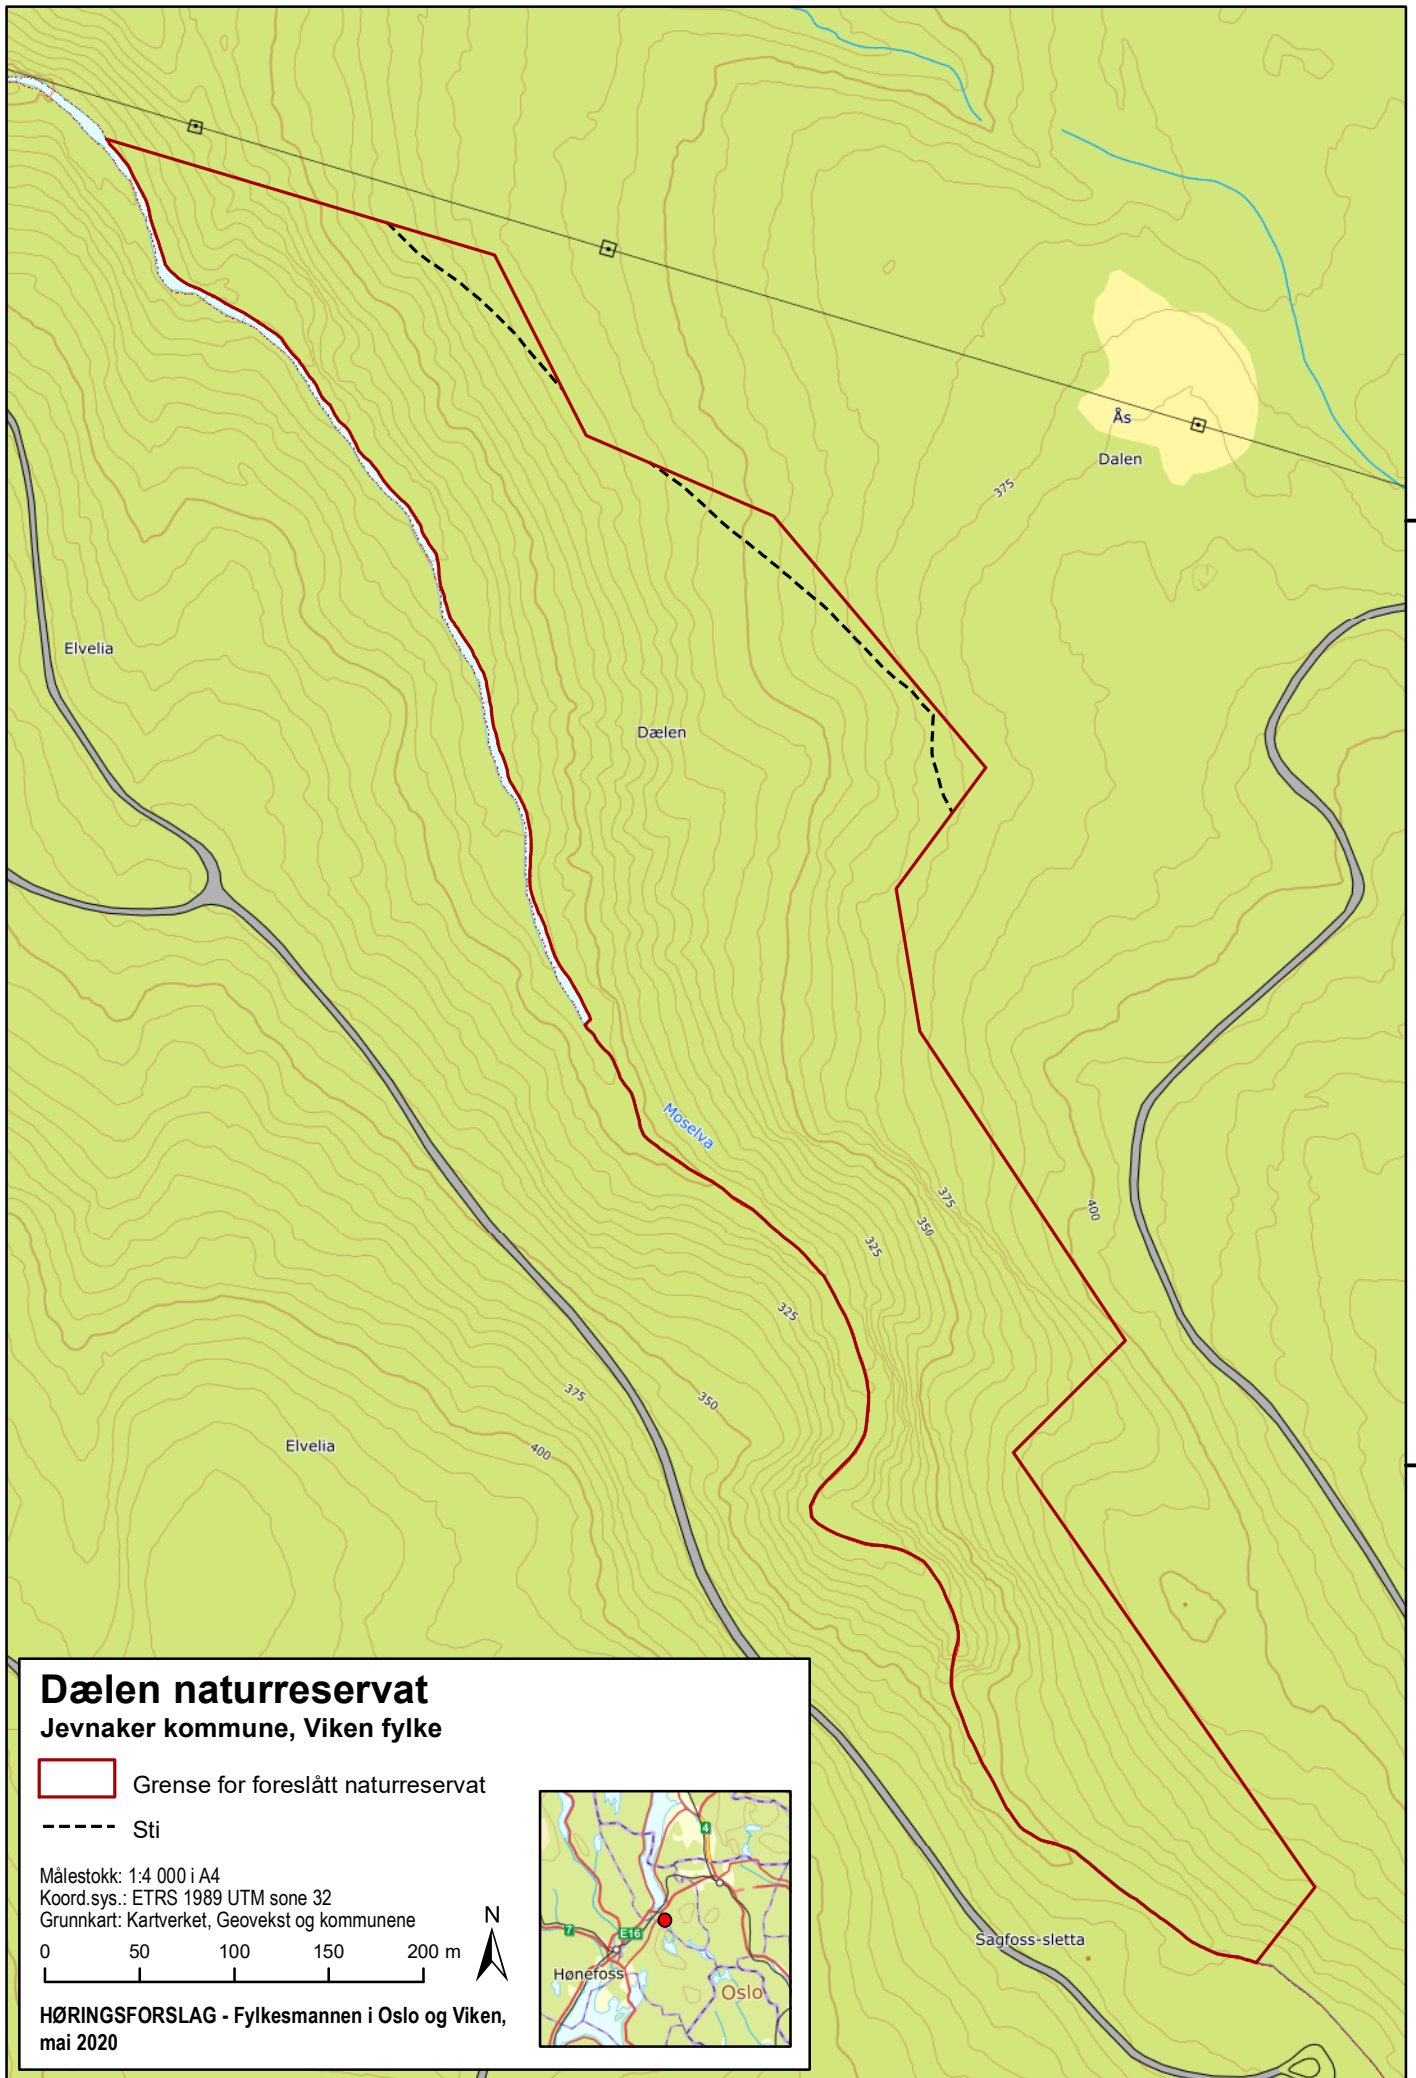 Ås
Dalen
375
Elvelia
Dælen
Moselva
375
400
350
325
325
375
350
Elvelia
400
Dælen naturreservat
Jevnaker kommune, Viken fylke
Grense for foreslått naturreservat
Sti
Målestokk: 1:4 000 i A4
Koord.sys.: ETRS 1989 UTM sone 32
Grunnkart: Kartverket, Geovekst og kommunene
N
0 50 100 150 200 m
HØRINGSFORSLAG - Fylkesmannen i Oslo og Viken,
mai 2020
4
7
E16
Hønefoss
Oslo
Sagfoss-sletta